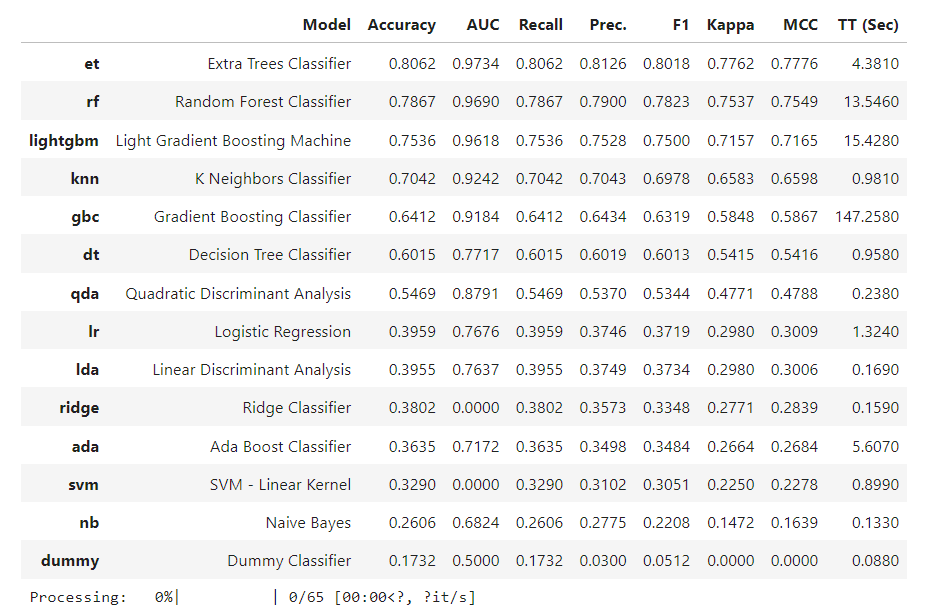 Model Accuracy AUC Recall Prec. F1 Kappa MCC TT (Sec)
et Extra Trees Classifier 0.8062 0.9734 0.8062 0.8126 0.8018 0.7762 0.7776 4.3810
rf Random Forest Classifier 0.7867 0.9690 0.7867 0.7900 0.7823 0.7537 0.7549 13.5460
lightgbm Light Gradient Boosting Machine 0.7536 0.9618 0.7536 0.7528 0.7500 0.7157 0.7165 15.4280
knn K Neighbors Classifier 0.7042 0.9242 0.7042 0.7043 0.6978 0.6583 0.6598 0.9810
gbc Gradient Boosting Classifier 0.6412 0.9184 0.6412 0.6434 0.6319 0.5848 0.5867 147.2580
dt Decision Tree Classifier 0.6015 0.7717 0.6015 0.6019 0.6013 0.5415 0.5416 0.9580
qda Quadratic Discriminant Analysis 0.5469 0.8791 0.5469 0.5370 0.5344 0.4771 0.4788 0.2380
lr Logistic Regression 0.3959 0.7676 0.3959 0.3746 0.3719 0.2980 0.3009 1.3240
lda Linear Discriminant Analysis 0.3955 0.7637 0.3955 0.3749 0.3734 0.2980 0.3006 0.1690
ridge Ridge Classifier 0.3802 0.0000 0.3802 0.3573 0.3348 0.2771 0.2839 0.1590
ada Ada Boost Classifier 0.3635 0.7172 0.3635 0.3498 0.3484 0.2664 0.2684 5.6070
svm SVM - Linear Kernel 0.3290 0.0000 0.3290 0.3102 0.3051 0.2250 0.2278 0.8990
nb Naive Bayes 0.2606 0.6824 0.2606 0.2775 0.2208 0.1472 0.1639 0.1330
dummy Dummy Classifier 0.1732 0.5000 0.1732 0.0300 0.0512 0.0000 0.0000 0.0880
Processing: 0%| | 0/65 [00:00<?, ?it/s]